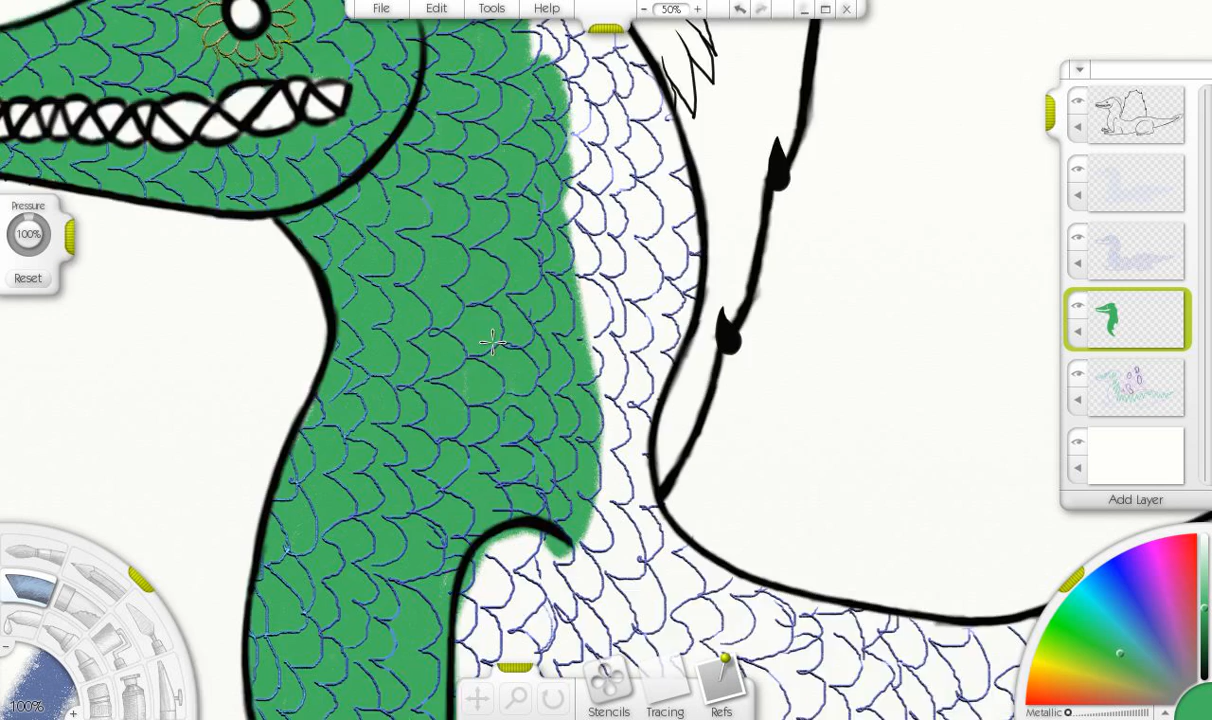 File Edit Tools Help − 50% +
Pressure
100%
Reset
Add Layer
100%
Stencils Tracing Refs
Metallic